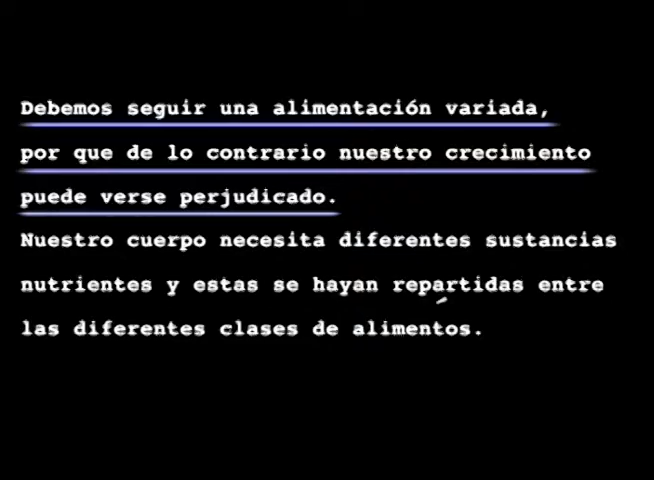 Debemos seguir una alimentación variada,
por que de lo contrario nuestro crecimiento
puede verse perjudicado.
Nuestro cuerpo necesita diferentes sustancias
nutrientes y estas se hayan repartidas entre
las diferentes clases de alimentos.